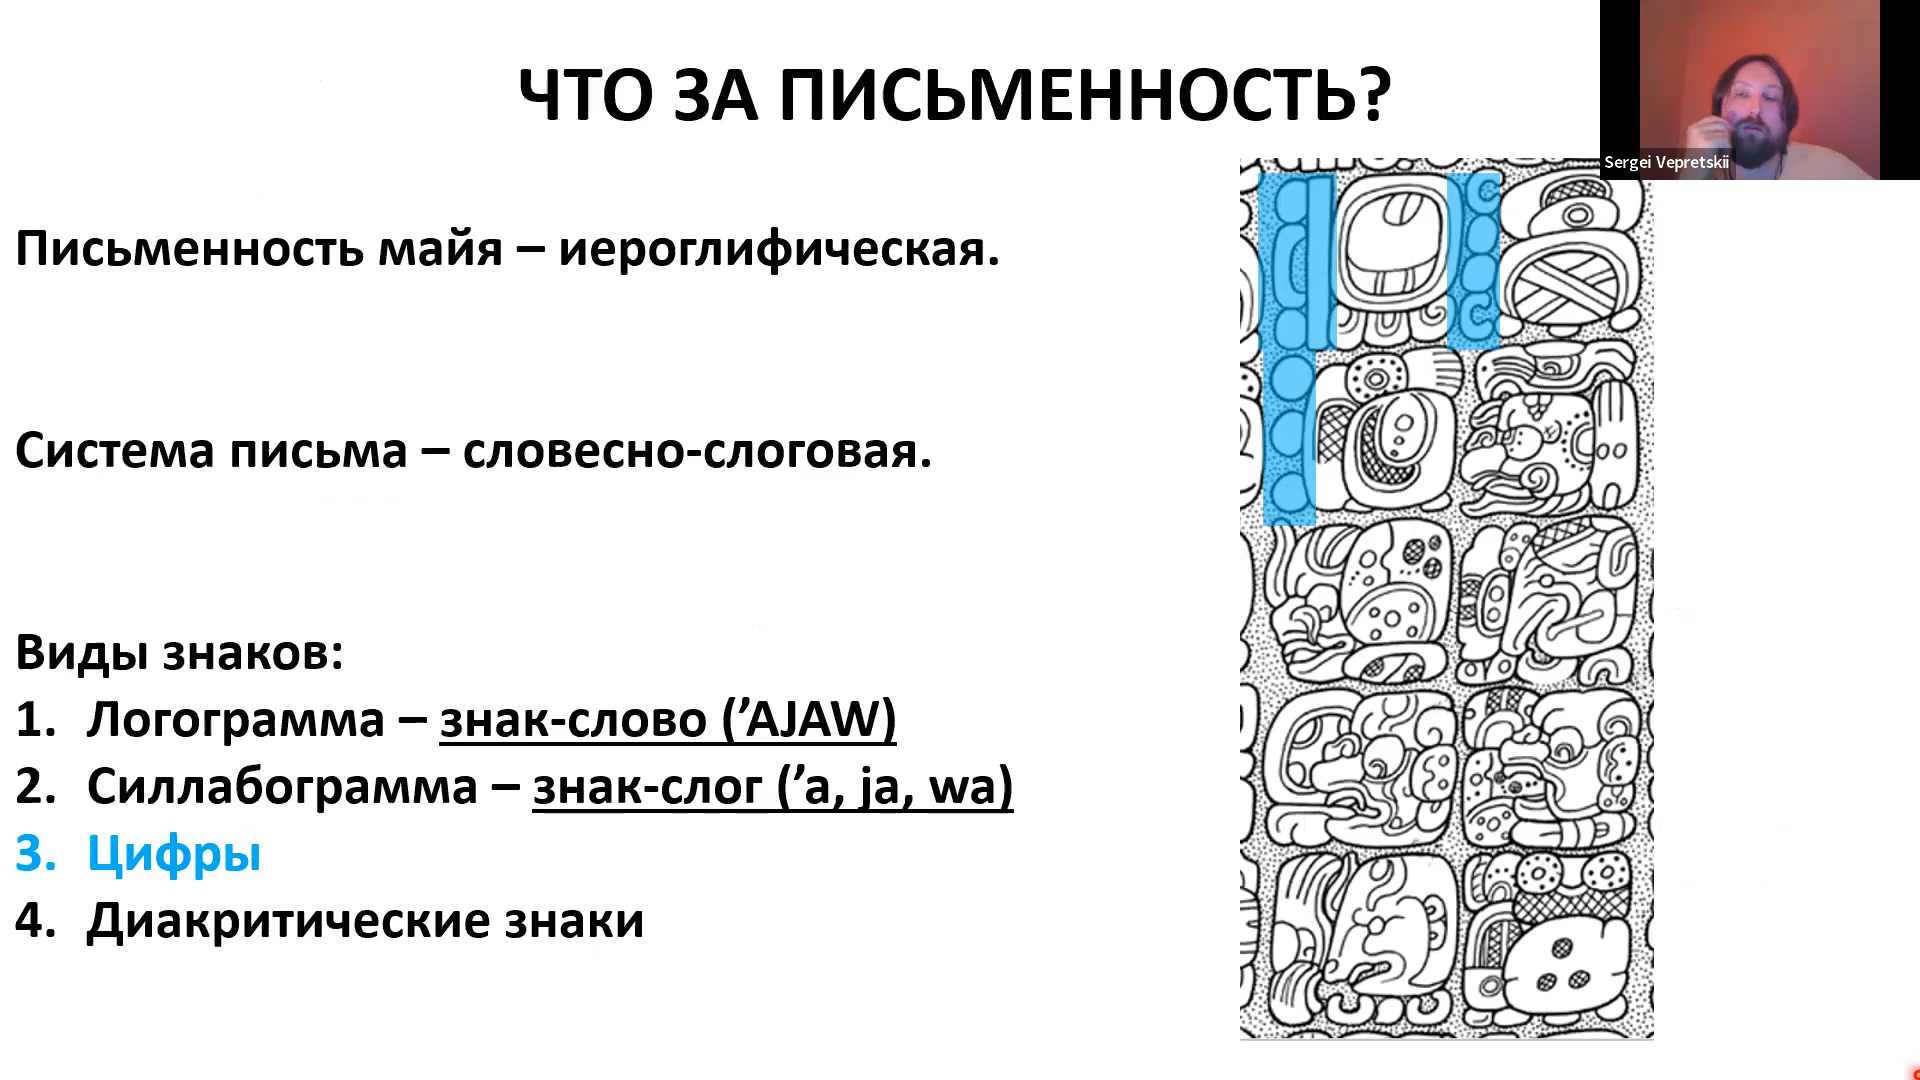 ЧТО ЗА ПИСЬМЕННОСТЬ?
Sergei Vepretskii
Письменность майя – иероглифическая.
Система письма – словесно-слоговая.
Виды знаков:
1. Логограмма – знак-слово (’AJAW)
2. Силлабограмма – знак-слог (’a, ja, wa)
3. Цифры
4. Диакритические знаки